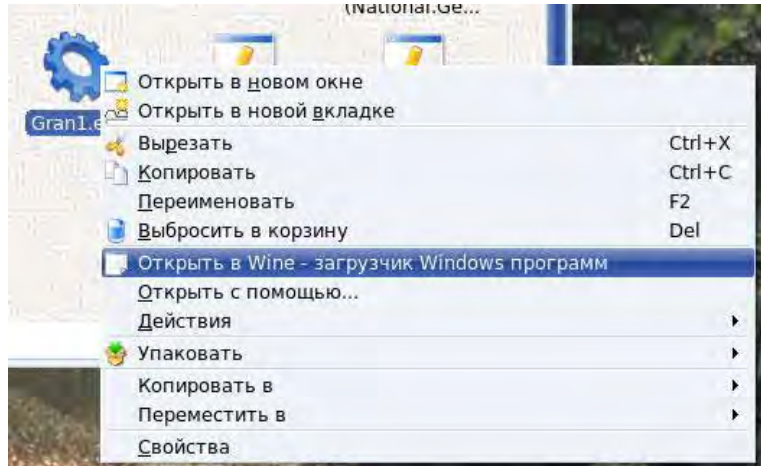 (National.Ge...
Gran1.e
Открыть в новом окне
Открыть в новой вкладке
Вырезать Ctrl+X
Копировать Ctrl+C
Переименовать F2
Выбросить в корзину Del
Открыть в Wine - загрузчик Windows программ
Открыть с помощью...
Действия
Упаковать
Копировать в
Переместить в
Свойства